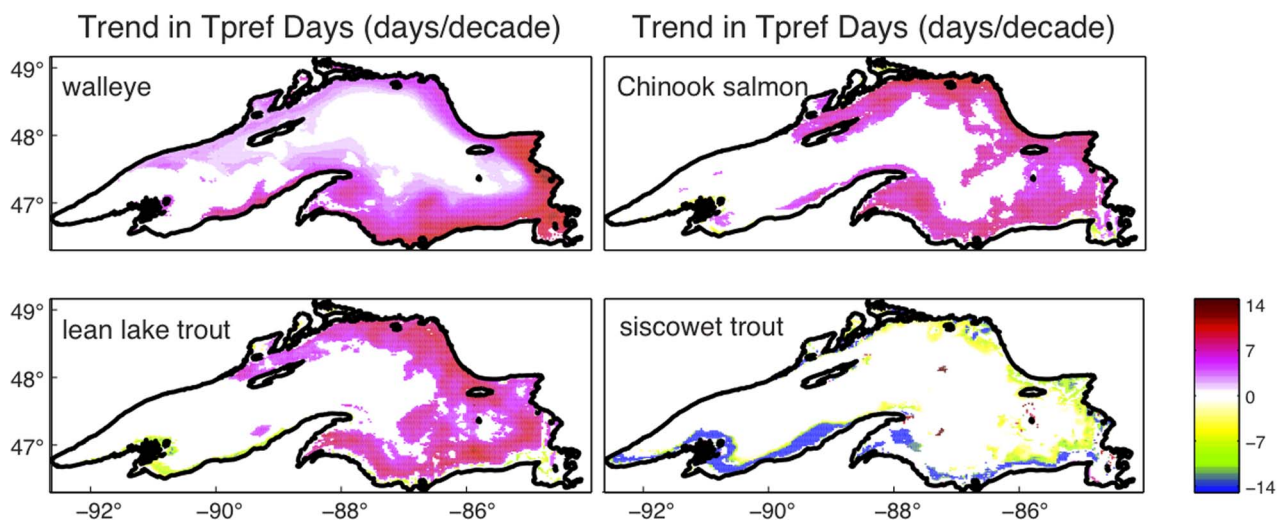 Trend in Tpref Days (days/decade)
Trend in Tpref Days (days/decade)
49°
48°
47°
walleye
Chinook salmon
49°
48°
47°
lean lake trout
siscowet trout
14
7
0
−7
−14
−92° −90° −88° −86°
−92° −90° −88° −86°